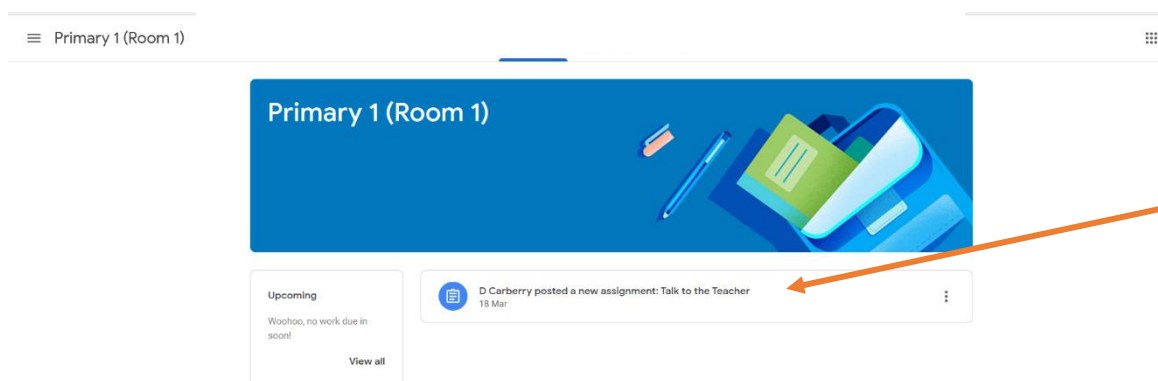 Primary 1 (Room 1)
Primary 1 (Room 1)
Upcoming
Woohoo, no work due in
soon!
View all
D Carberry posted a new assignment: Talk to the Teacher
18 Mar